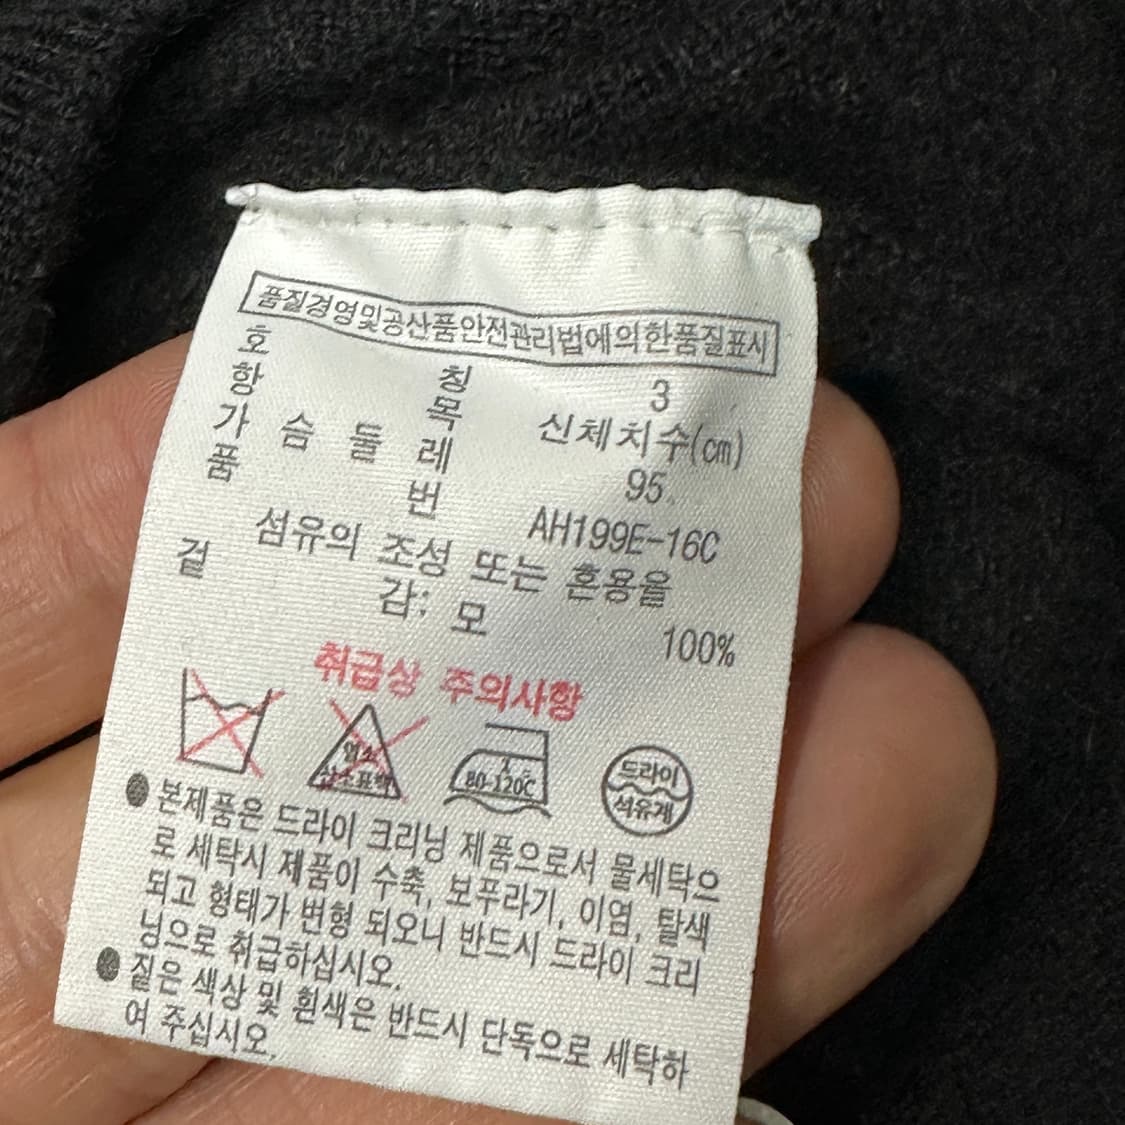 품질경영및공산품안전관리법에의한품질표시
호 칭 3
항 목 신체치수(cm)
가 슴 둘 레 95
품 번 AH199E-16C
섬유의 조성 또는 혼용율
겉 감: 모 100%
취급상 주의사항
염소 산소표백
80-120℃
드라이
석유계
● 본제품은 드라이 크리닝 제품으로서 물세탁으
로 세탁시 제품이 수축, 보푸라기, 이염, 탈색
되고 형태가 변형 되오니 반드시 드라이 크리
닝으로 취급하십시오.
● 짙은 색상 및 흰색은 반드시 단독으로 세탁하
여 주십시오.